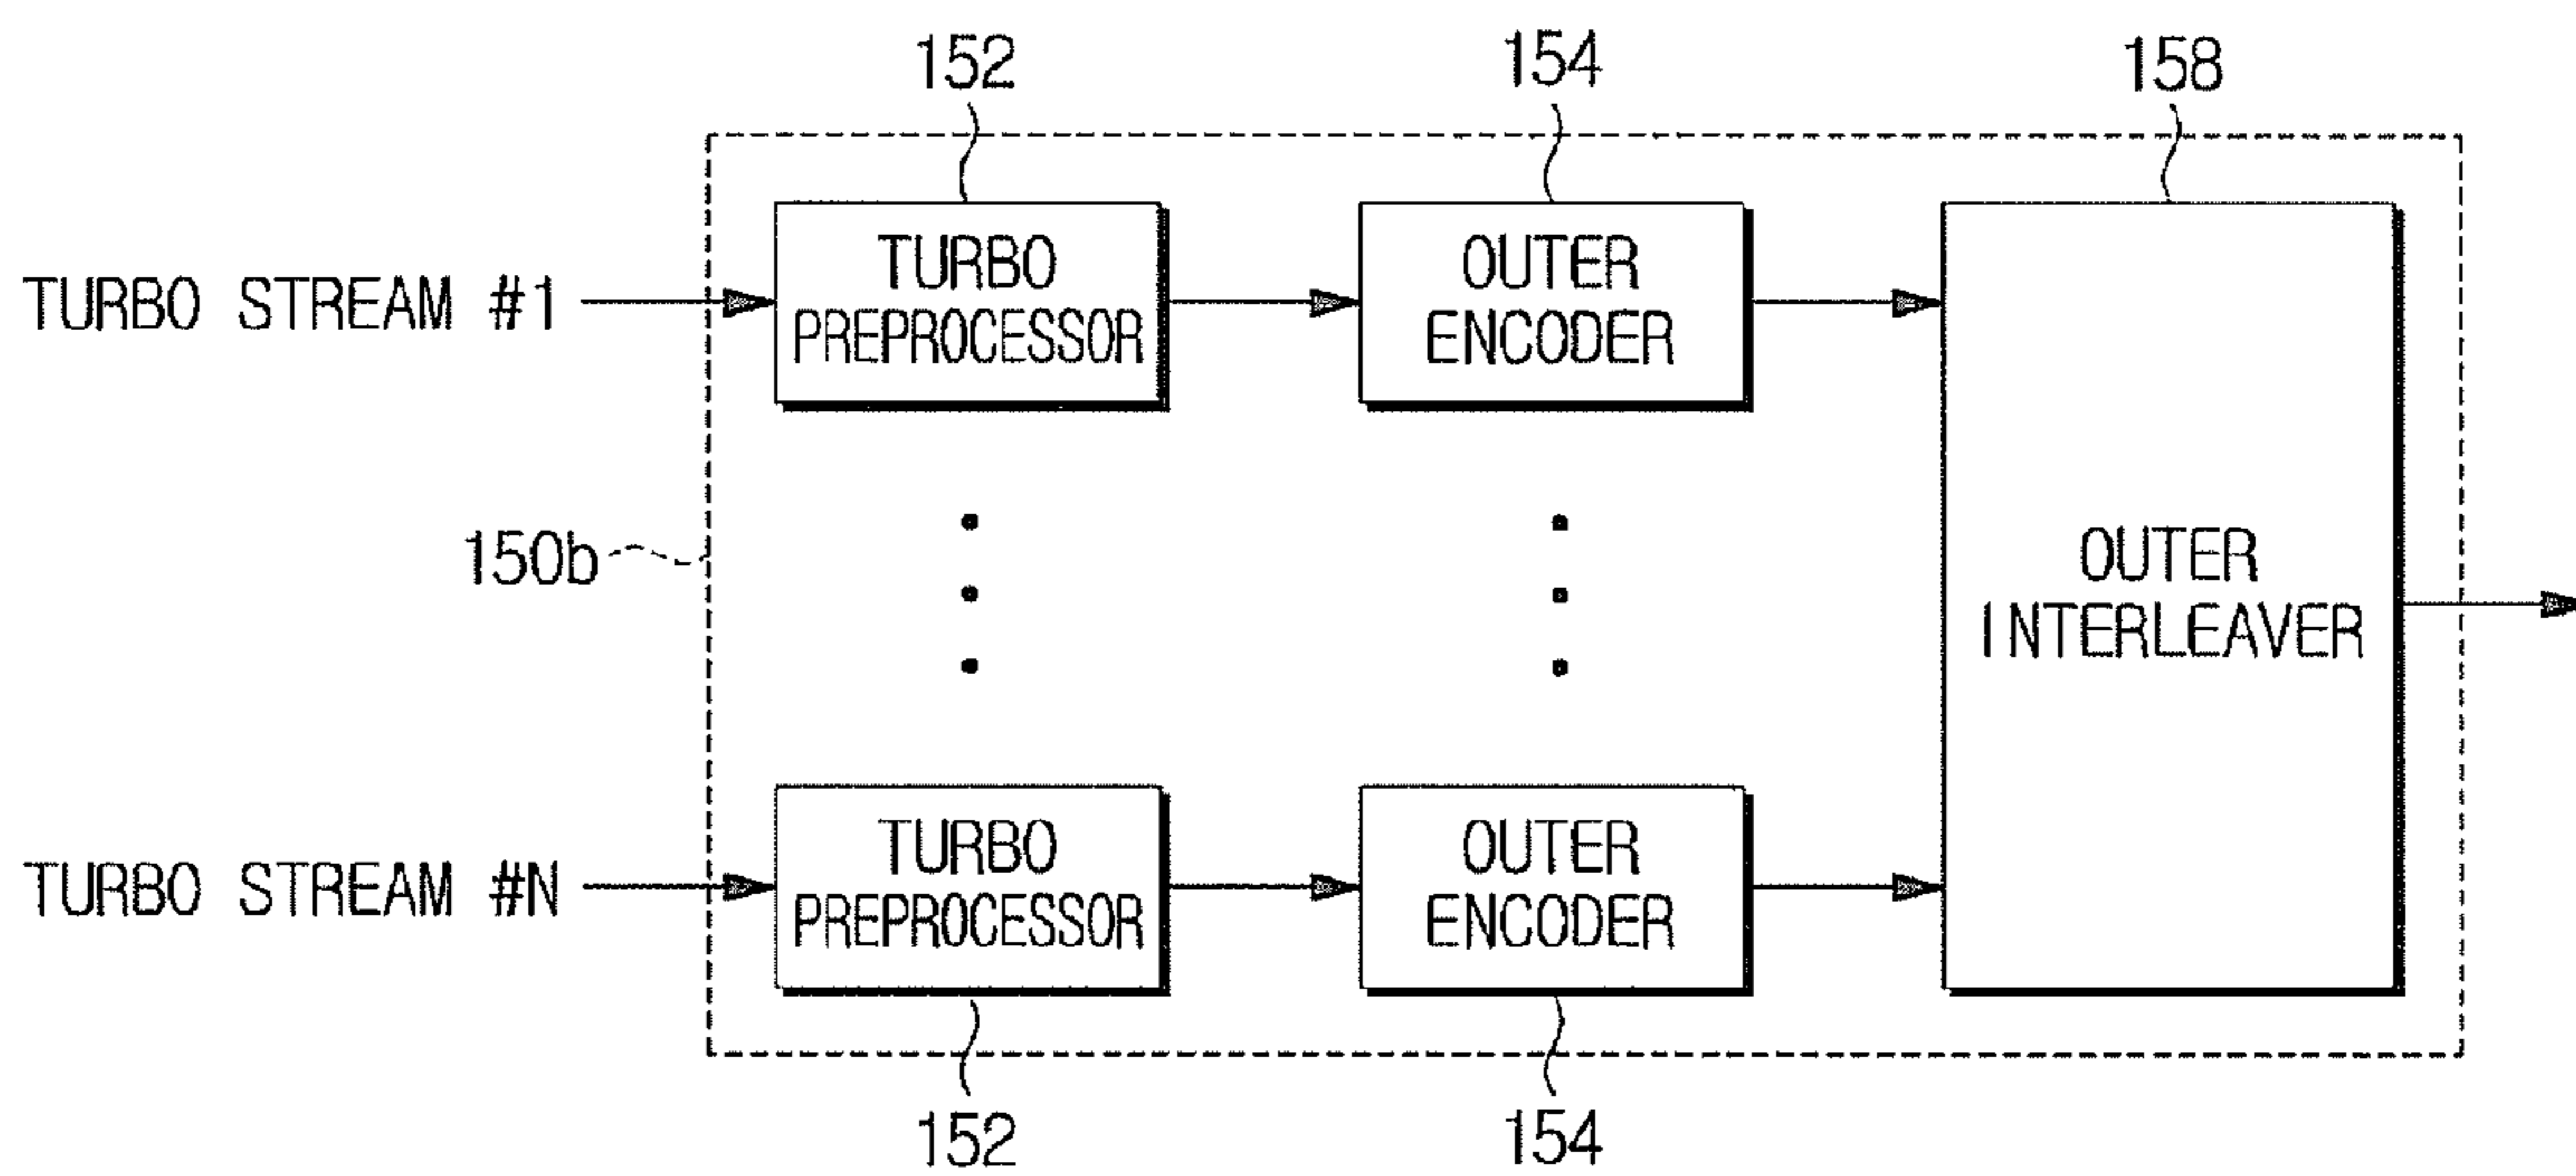 152
154
158
TURBO STREAM #1
TURBO
PREPROCESSOR
OUTER
ENCODER
150b
OUTER
INTERLEAVER
TURBO STREAM #N
TURBO
PREPROCESSOR
OUTER
ENCODER
152
154